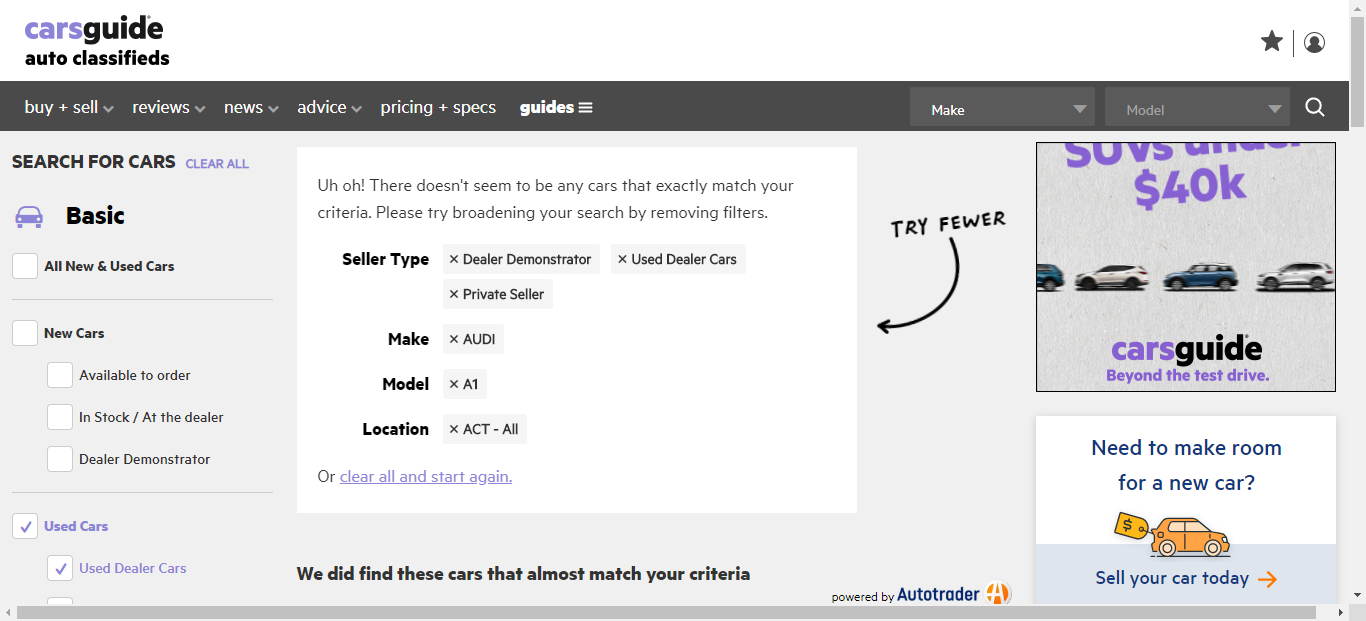 carsguide
auto classifieds
buy + sell
reviews
news
advice
pricing + specs
guides
Make
Model
SEARCH FOR CARS
CLEAR ALL
Basic
All New & Used Cars
New Cars
Available to order
In Stock / At the dealer
Dealer Demonstrator
Used Cars
Used Dealer Cars
Uh oh! There doesn't seem to be any cars that exactly match your
criteria. Please try broadening your search by removing filters.
Seller Type × Dealer Demonstrator × Used Dealer Cars
× Private Seller
Make × AUDI
Model × A1
Location × ACT - All
Or clear all and start again.
TRY FEWER
We did find these cars that almost match your criteria
powered by Autotrader
SUVs under
$40k
carsguide
Beyond the test drive.
Need to make room
for a new car?
$
Sell your car today